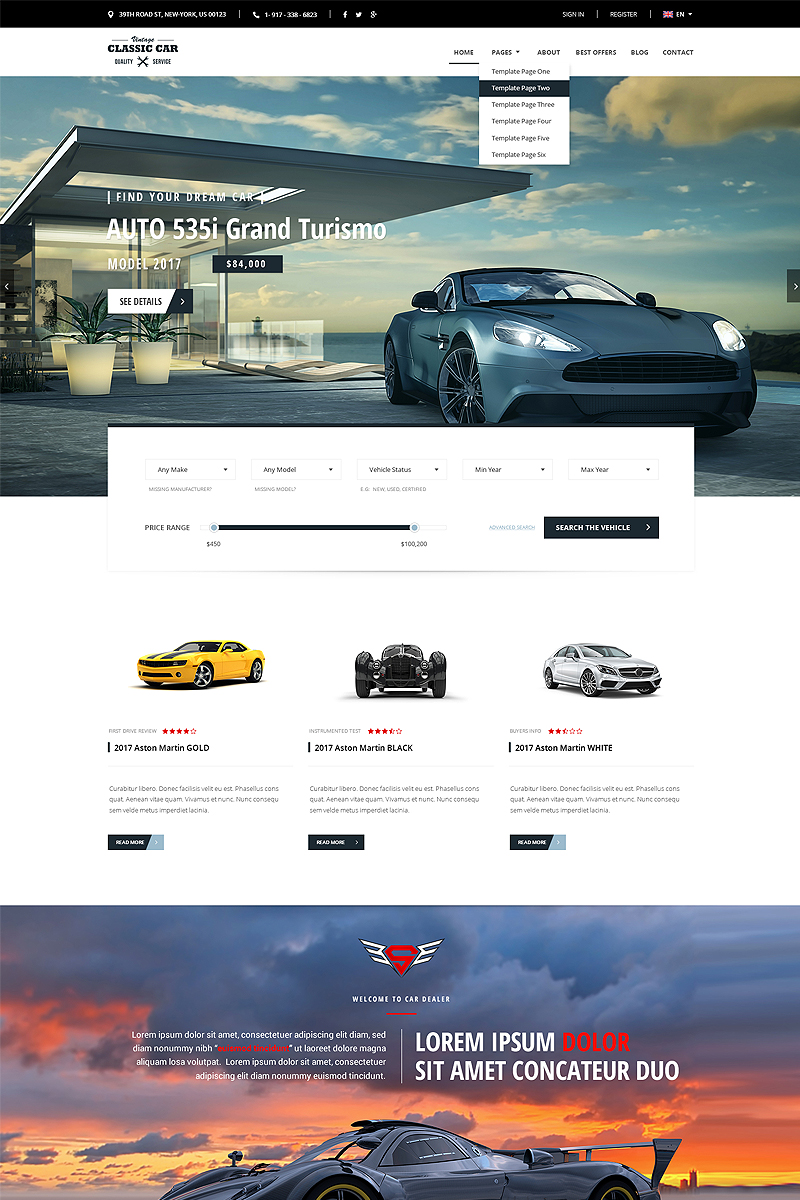 39TH ROAD ST, NEW-YORK, US 00123
1- 917 - 338 - 6823
SIGN IN
REGISTER
EN
Vintage
CLASSIC CAR
QUALITY SERVICE
HOME
PAGES
ABOUT
BEST OFFERS
BLOG
CONTACT
Template Page One
Template Page Two
Template Page Three
Template Page Four
Template Page Five
Template Page Six
| FIND YOUR DREAM CAR |
AUTO 535i Grand Turismo
MODEL 2017
$84,000
SEE DETAILS
Any Make
Any Model
Vehicle Status
Min Year
Max Year
MISSING MANUFACTURER?
MISSING MODEL?
E.G: NEW, USED, CERTIFIED
PRICE RANGE
$450
$100,200
ADVANCED SEARCH
SEARCH THE VEHICLE
FIRST DRIVE REVIEW
2017 Aston Martin GOLD
Curabitur libero. Donec facilisis velit eu est. Phasellus cons
quat. Aenean vitae quam. Vivamus et nunc. Nunc consequ
sem velde metus imperdiet lacinia.
READ MORE
INSTRUMENTED TEST
2017 Aston Martin BLACK
Curabitur libero. Donec facilisis velit eu est. Phasellus cons
quat. Aenean vitae quam. Vivamus et nunc. Nunc consequ
sem velde metus imperdiet lacinia.
READ MORE
BUYERS INFO
2017 Aston Martin WHITE
Curabitur libero. Donec facilisis velit eu est. Phasellus cons
quat. Aenean vitae quam. Vivamus et nunc. Nunc consequ
sem velde metus imperdiet lacinia.
READ MORE
WELCOME TO CAR DEALER
Lorem ipsum dolor sit amet, consectetuer adipiscing elit diam, sed
diam nonummy nibh " " ut laoreet dolore magna
aliquam losa volutpat. Lorem ipsum dolor sit amet, consectetuer
adipiscing elit diam nonummy euismod tincidunt.
LOREM IPSUM DOLOR
SIT AMET CONCATEUR DUO